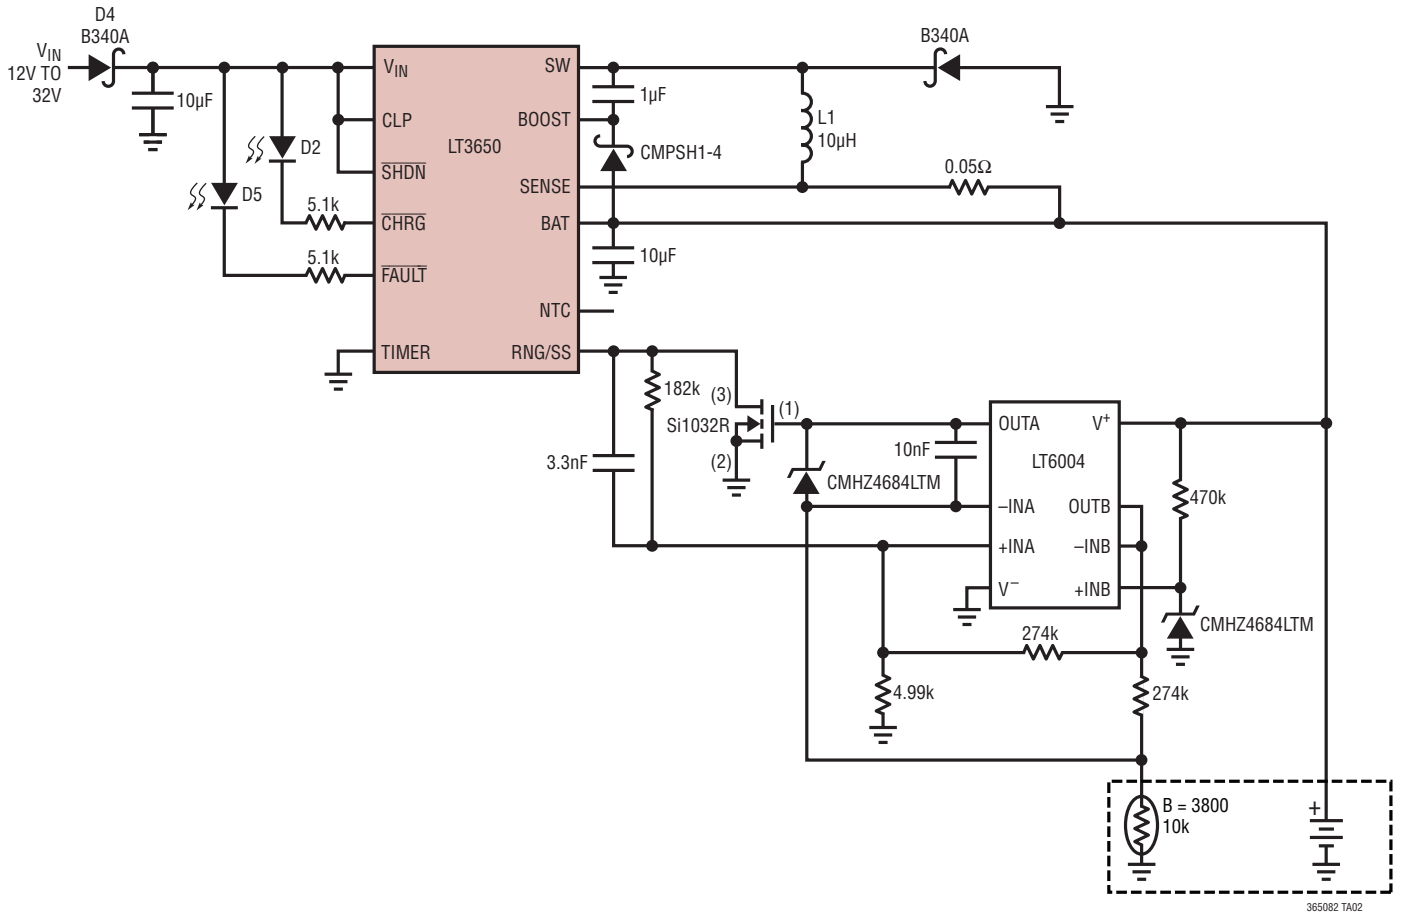 D4
B340A
VIN
12V TO
32V
10µF
D2
D5
5.1k
5.1k
VIN
CLP
SHDN
CHRG
FAULT
TIMER
LT3650
SW
BOOST
SENSE
BAT
NTC
RNG/SS
1µF
CMPSH1-4
10µF
B340A
L1
10µH
0.05Ω
182k
3.3nF
(3)
Si1032R
(2)
(1)
10nF
CMHZ4684LTM
OUTA
–INA
+INA
V–
LT6004
V+
OUTB
–INB
+INB
470k
CMHZ4684LTM
274k
4.99k
274k
B = 3800
10k
+
365082 TA02